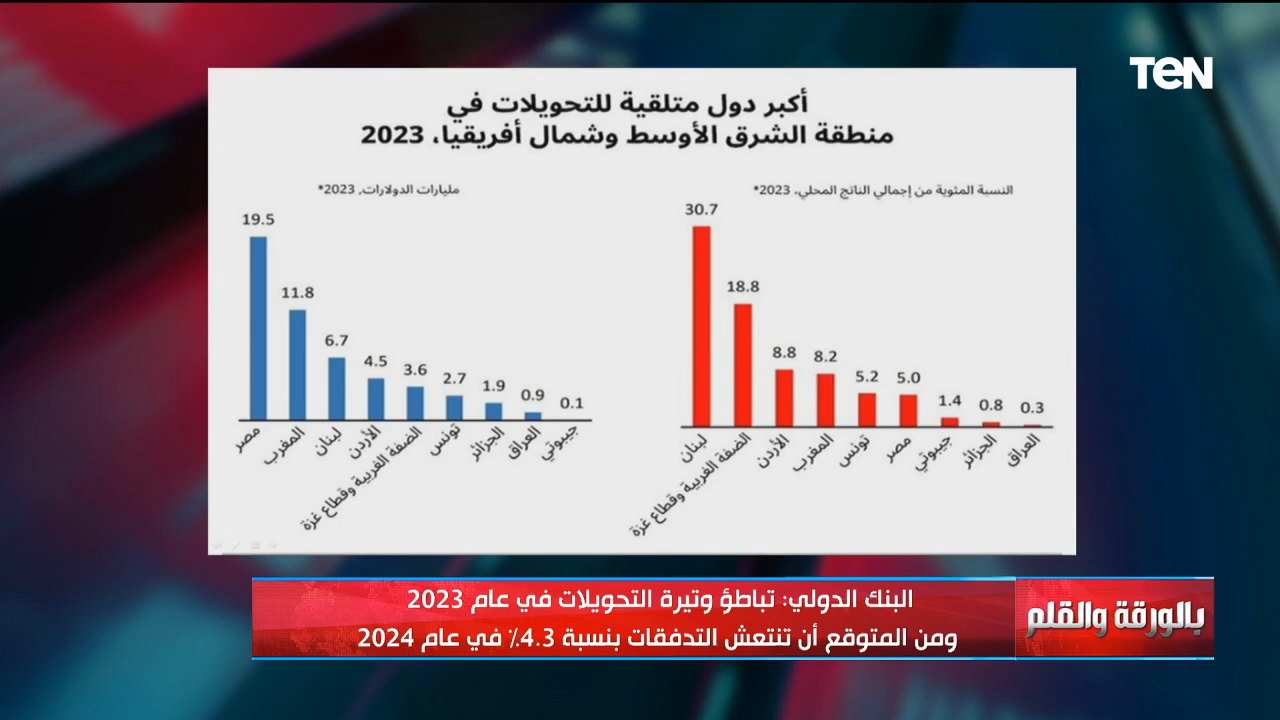 TEN
أكبر دول متلقية للتحويلات في
منطقة الشرق الأوسط وشمال أفريقيا، 2023
مليارات الدولارات, 2023*
19.5
11.8
6.7
4.5
3.6
2.7
1.9
0.9
0.1
مصر
المغرب
لبنان
الأردن
الضفة الغربية وقطاع غزة
تونس
الجزائر
العراق
جيبوتي
النسبة المئوية من إجمالي الناتج المحلي، 2023*
30.7
18.8
8.8
8.2
5.2
5.0
1.4
0.8
0.3
لبنان
الضفة الغربية وقطاع غزة
الأردن
المغرب
تونس
مصر
جيبوتي
الجزائر
العراق
بالورقة والقلم
البنك الدولي: تباطؤ وتيرة التحويلات في عام 2023
ومن المتوقع أن تنتعش التدفقات بنسبة 4.3٪ في عام 2024